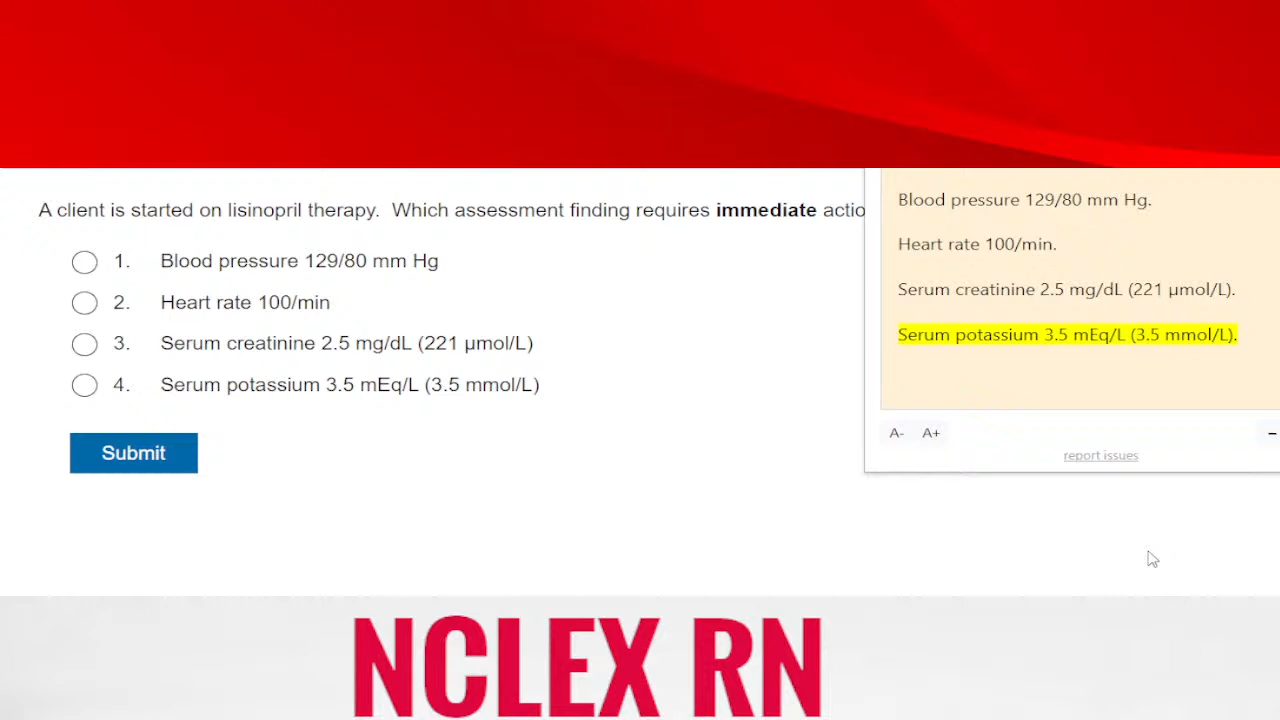 A client is started on lisinopril therapy. Which assessment finding requires immediate actio
1. Blood pressure 129/80 mm Hg
2. Heart rate 100/min
3. Serum creatinine 2.5 mg/dL (221 µmol/L)
4. Serum potassium 3.5 mEq/L (3.5 mmol/L)
Submit
Blood pressure 129/80 mm Hg.
Heart rate 100/min.
Serum creatinine 2.5 mg/dL (221 µmol/L).
Serum potassium 3.5 mEq/L (3.5 mmol/L).
A- A+
report issues
NCLEX RN